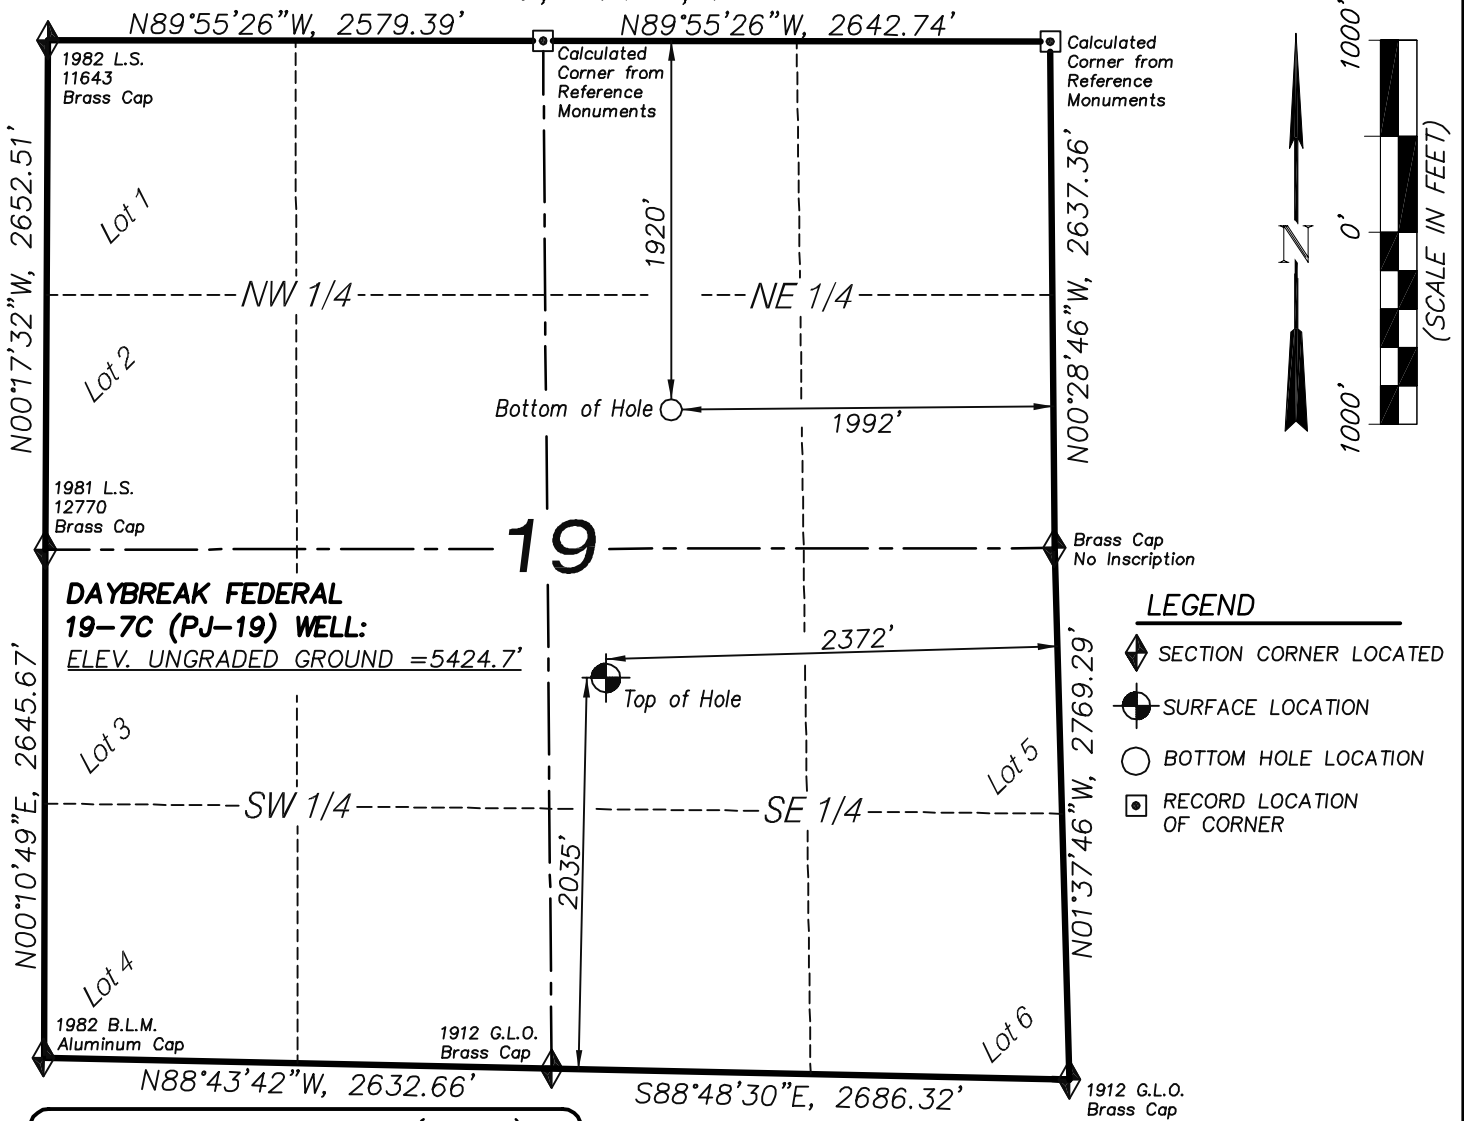 N89°55'26"W, 2579.39'
N89°55'26"W, 2642.74'
1982 L.S.
11643
Brass Cap
Calculated
Corner from
Reference
Monuments
Calculated
Corner from
Reference
Monuments
1000'
0'
1000'
(SCALE IN FEET)
N
N00°17'32"W, 2652.51'
Lot 1
1920'
N00°28'46"W, 2637.36'
NW 1/4
NE 1/4
Lot 2
Bottom of Hole
1992'
1981 L.S.
12770
Brass Cap
19
Brass Cap
No Inscription
DAYBREAK FEDERAL
19-7C (PJ-19) WELL:
ELEV. UNGRADED GROUND =5424.7'
2372'
Top of Hole
LEGEND
SECTION CORNER LOCATED
SURFACE LOCATION
BOTTOM HOLE LOCATION
RECORD LOCATION
OF CORNER
N00°10'49"E, 2645.67'
Lot 3
Lot 5
N01°37'46"W, 2769.29'
SW 1/4
SE 1/4
2035'
Lot 4
Lot 6
1982 B.L.M.
Aluminum Cap
1912 G.L.O.
Brass Cap
N88°43'42"W, 2632.66'
S88°48'30"E, 2686.32'
1912 G.L.O.
Brass Cap